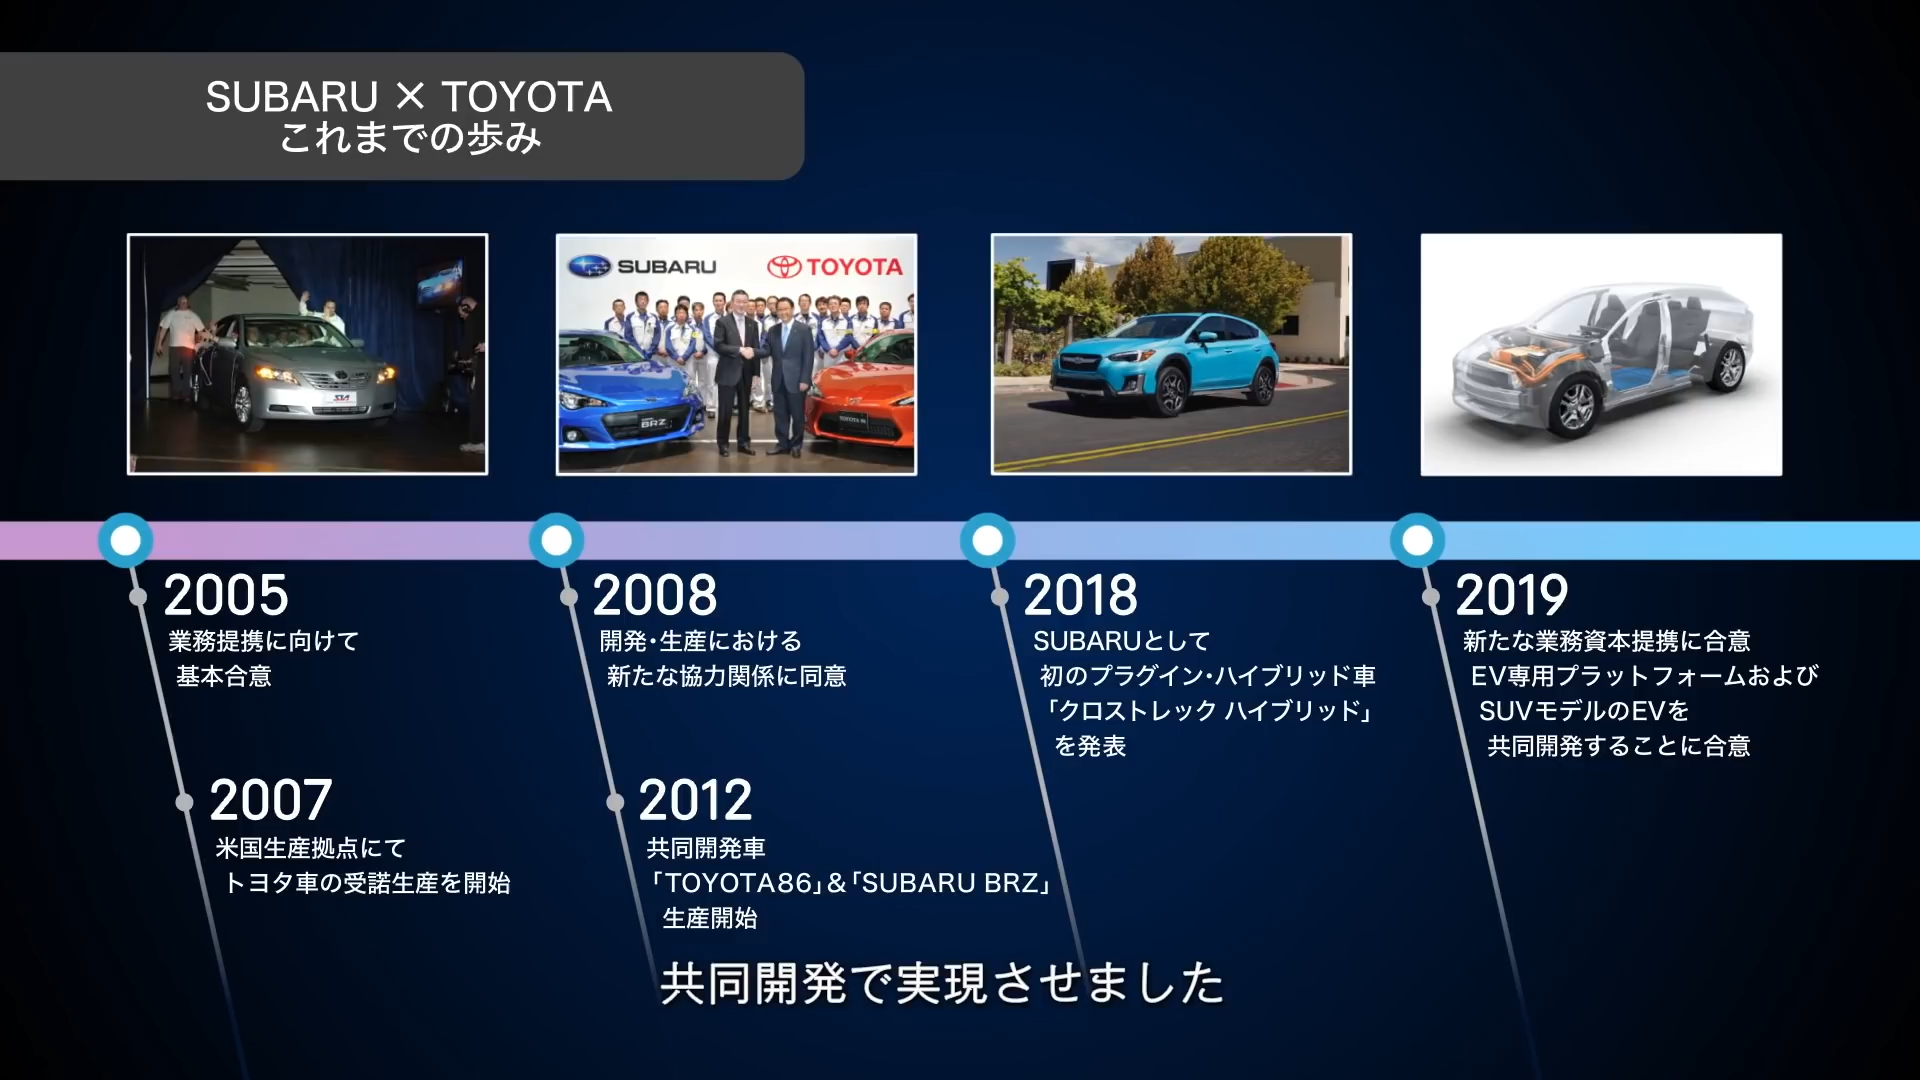 SUBARU × TOYOTA
これまでの歩み
SUBARU
TOYOTA
SIA
BRZ
2005
業務提携に向けて
基本合意
2007
米国生産拠点にて
トヨタ車の受諾生産を開始
2008
開発・生産における
新たな協力関係に同意
2012
共同開発車
「TOYOTA86」&「SUBARU BRZ」
生産開始
2018
SUBARUとして
初のプラグイン・ハイブリッド車
「クロストレック ハイブリッド」
を発表
2019
新たな業務資本提携に合意
EV専用プラットフォームおよび
SUVモデルのEVを
共同開発することに合意
共同開発で実現させました